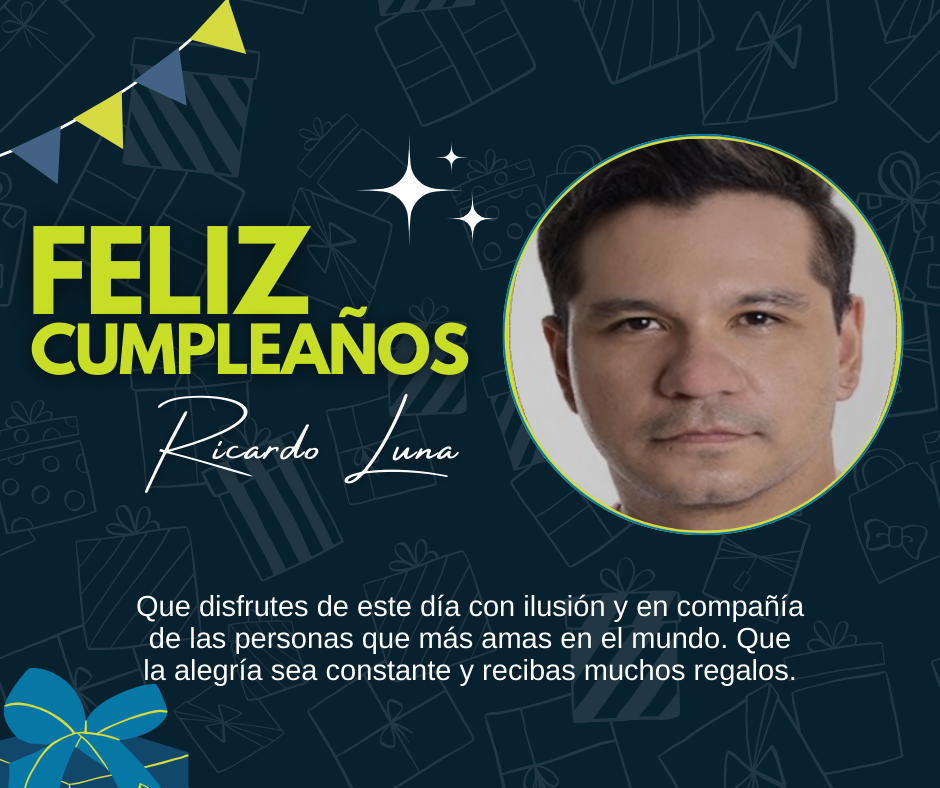 FELIZ
CUMPLEAÑOS
Ricardo Luna
Que disfrutes de este día con ilusión y en compañía
de las personas que más amas en el mundo. Que
la alegría sea constante y recibas muchos regalos.